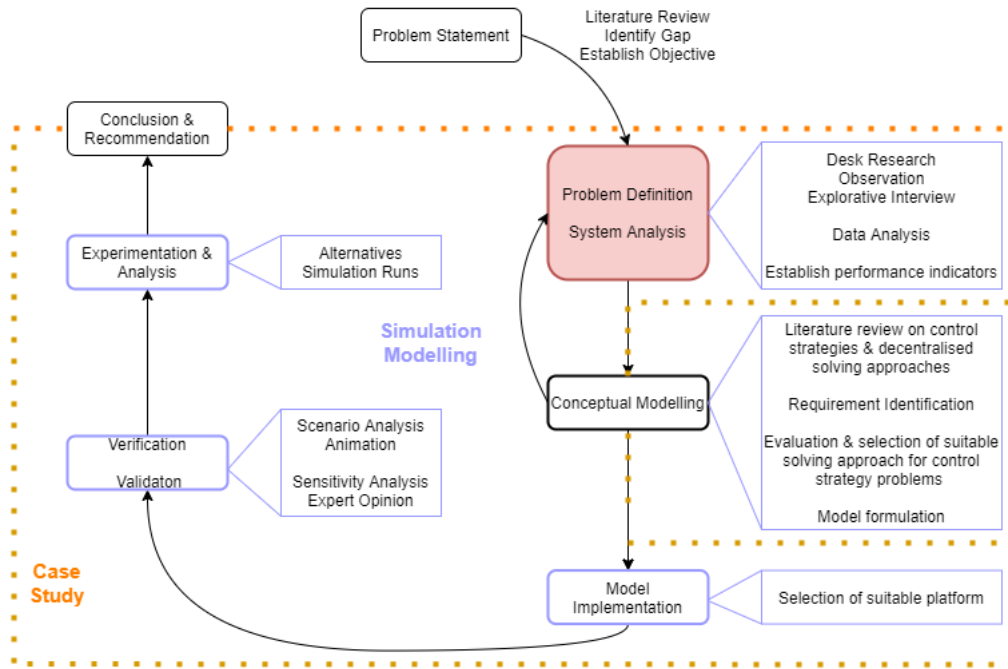 Problem Statement
Literature Review
Identify Gap
Establish Objective
Conclusion &
Recommendation
Problem Definition
System Analysis
Desk Research
Observation
Explorative Interview
Data Analysis
Establish performance indicators
Experimentation &
Analysis
Alternatives
Simulation Runs
Simulation
Modelling
Conceptual Modelling
Literature review on control
strategies & decentralised
solving approaches
Requirement Identification
Evaluation & selection of suitable
solving approach for control
strategy problems
Model formulation
Verification
Validaton
Scenario Analysis
Animation
Sensitivity Analysis
Expert Opinion
Case
Study
Model
Implementation
Selection of suitable platform